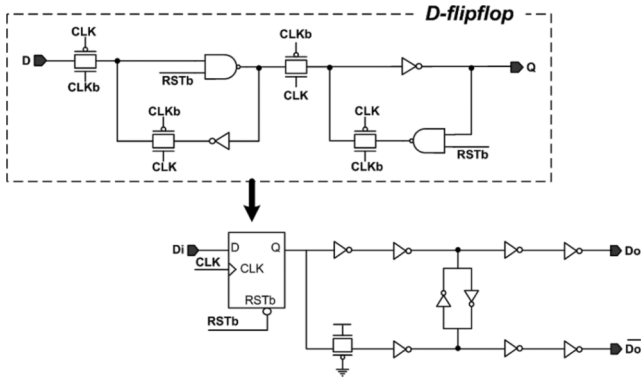 D-flipflop
CLK
CLKb
D
RSTb
Q
CLKb
CLK
CLKb
CLK
CLK
CLKb
RSTb
Di
D
Q
Do
CLK
CLK
RSTb
RSTb
Do